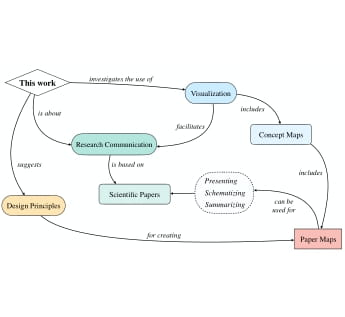 This work
investigates the use of
Visualization
includes
is about
facilitates
Concept Maps
Research Communication
suggests
is based on
includes
Presenting
Schematizing
Summarizing
Scientific Papers
can be
used for
Design Principles
for creating
Paper Maps